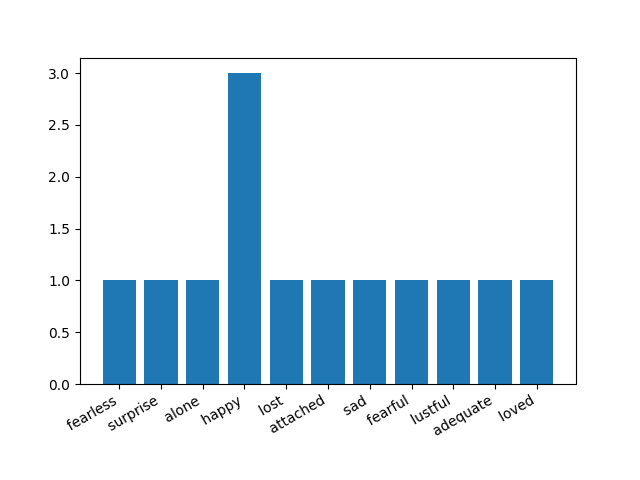 3.0
2.5
2.0
1.5
1.0
0.5
0.0
fearless
surprise
alone
happy
lost
attached
sad
fearful
lustful
adequate
loved